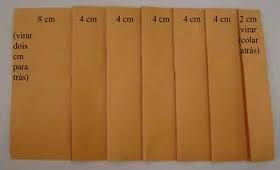 8 cm
(virar
dois
cm
para
trás)
4 cm
4 cm
4 cm
4 cm
4 cm
2 cm
virar
(colar
atrás)